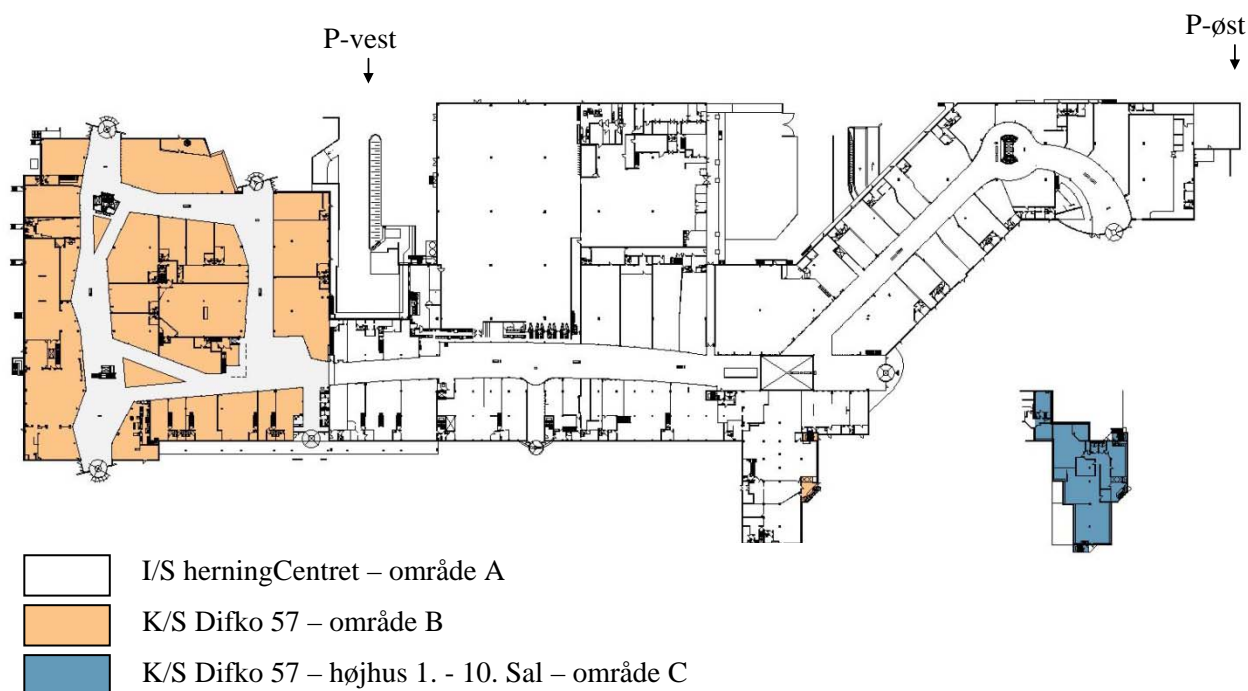 P-vest
P-øst
I/S herningCentret – område A
K/S Difko 57 – område B
K/S Difko 57 – højhus 1. - 10. Sal – område C